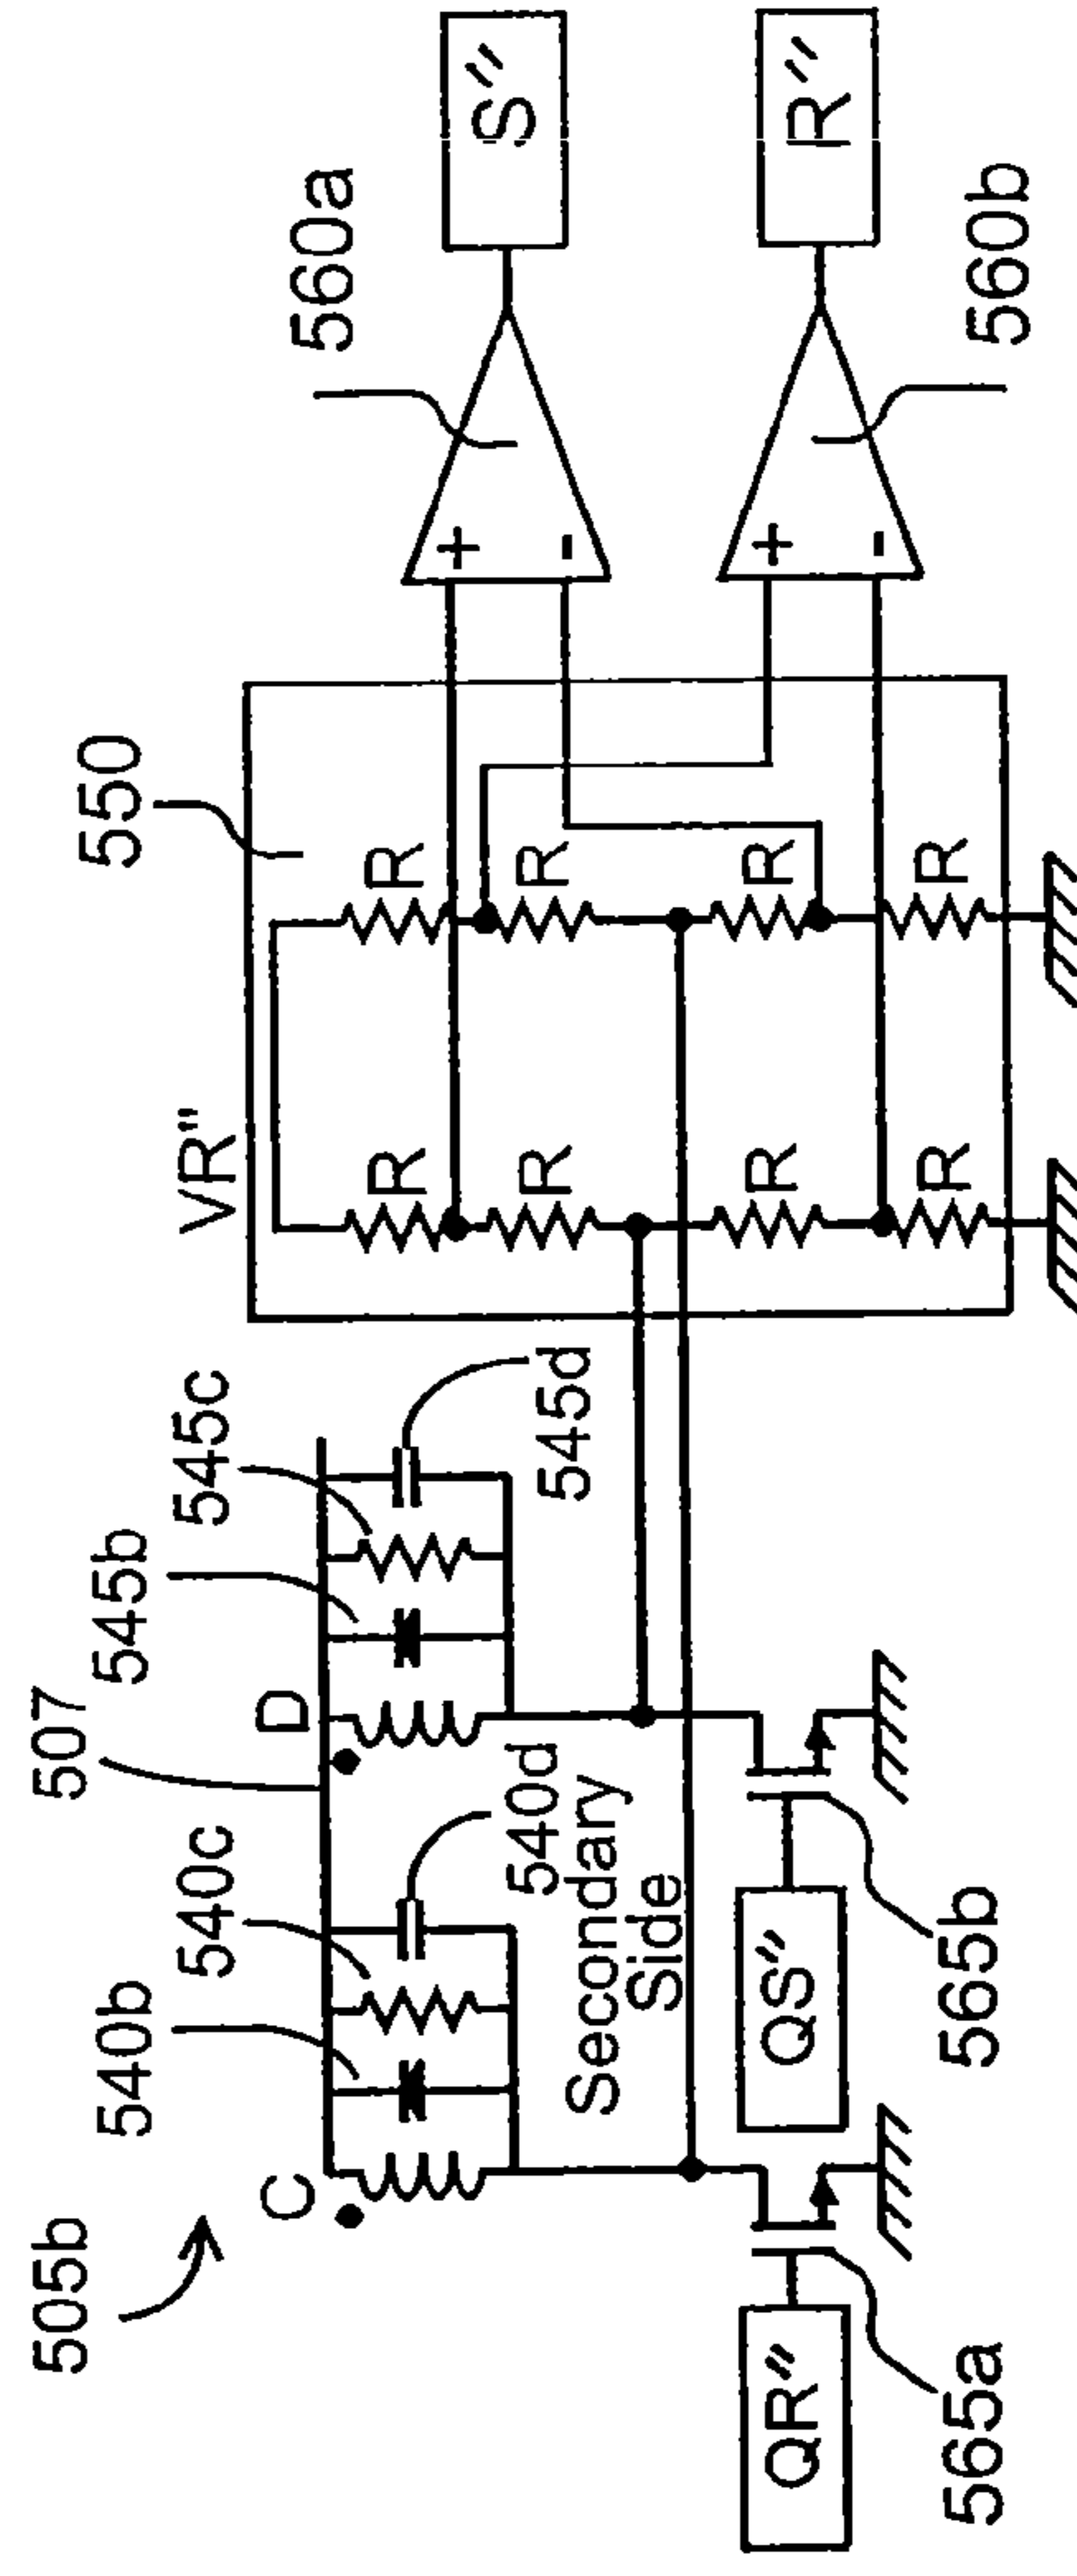 505b
C
540b
540c
540d
507
D
545b
545c
545d
Secondary
Side
QR″
565a
QS″
565b
VR"
550
R
R
R
R
R
R
R
R
+
-
560a
S″
+
-
560b
R″